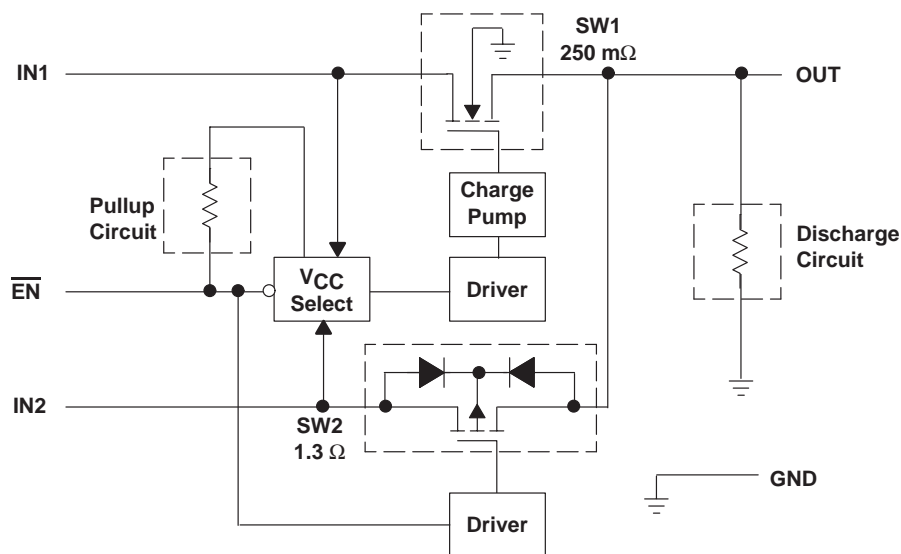 SW1
250 mΩ
IN1
OUT
Pullup
Circuit
Charge
Pump
Discharge
Circuit
EN
VCC
Select
Driver
IN2
SW2
1.3 Ω
GND
Driver